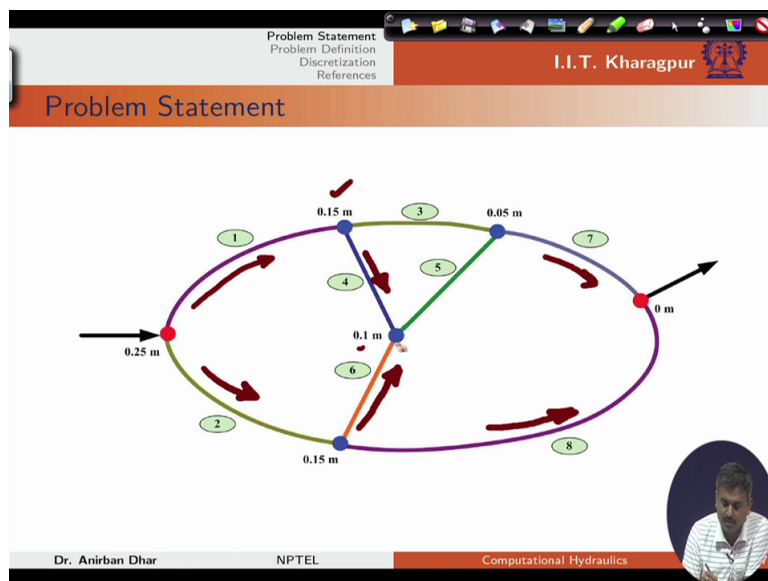 Problem Statement
Problem Definition
Discretization
References
I.I.T. Kharagpur
Problem Statement
0.15 m
3
0.05 m
1
7
5
4
0 m
0.1 m
0.25 m
6
2
0.15 m
8
Dr. Anirban Dhar
NPTEL
Computational Hydraulics